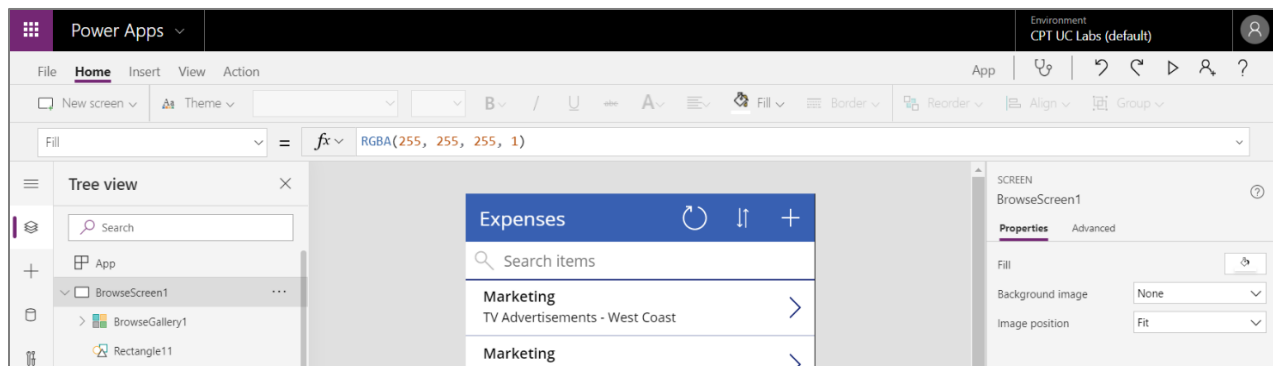 Power Apps
Environment
CPT UC Labs (default)
File Home Insert View Action App
New screen Theme B / U abc A Fill Border Reorder Align Group
Fill = fx RGBA(255, 255, 255, 1)
Tree view
Search
App
BrowseScreen1 ...
BrowseGallery1
Rectangle11
Expenses
Search items
Marketing
TV Advertisements - West Coast
Marketing
SCREEN
BrowseScreen1
Properties Advanced
Fill
Background image None
Image position Fit